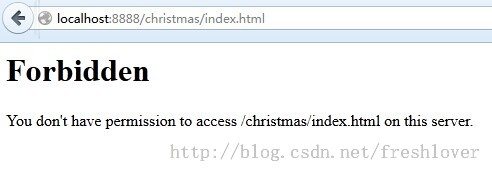 localhost:8888/christmas/index.html
Forbidden
You don't have permission to access /christmas/index.html on this server.
http://blog.csdn.net/freshlover